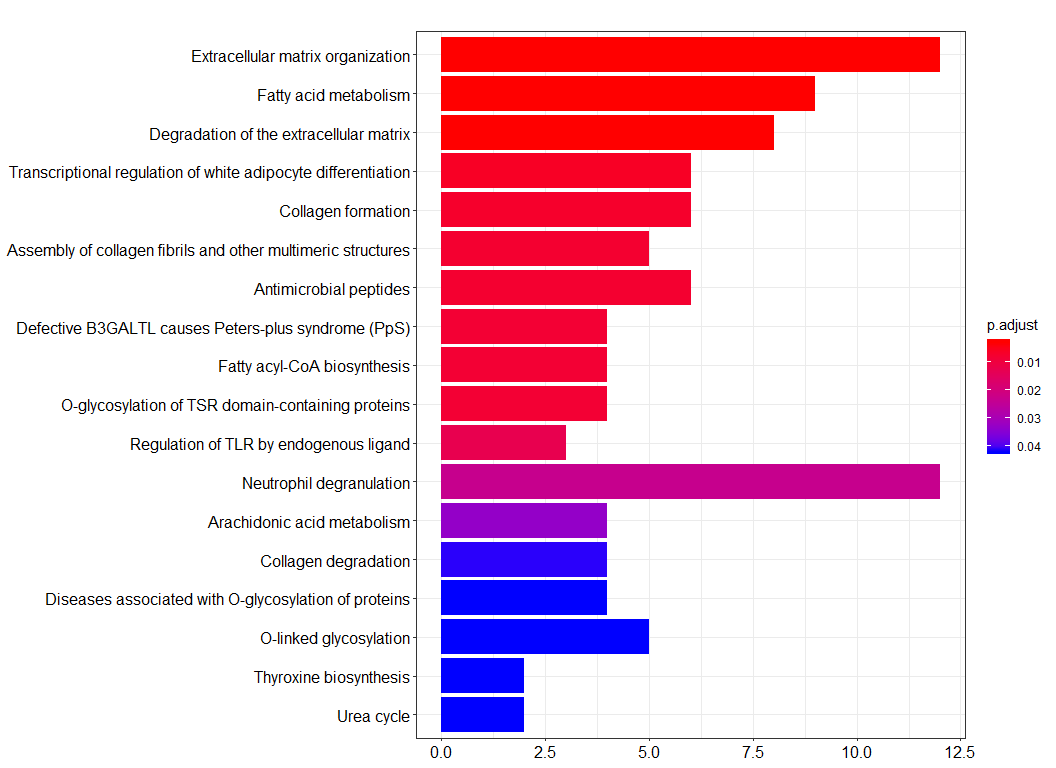 Extracellular matrix organization
Fatty acid metabolism
Degradation of the extracellular matrix
Transcriptional regulation of white adipocyte differentiation
Collagen formation
Assembly of collagen fibrils and other multimeric structures
Antimicrobial peptides
Defective B3GALTL causes Peters-plus syndrome (PpS)
Fatty acyl-CoA biosynthesis
O-glycosylation of TSR domain-containing proteins
Regulation of TLR by endogenous ligand
Neutrophil degranulation
Arachidonic acid metabolism
Collagen degradation
Diseases associated with O-glycosylation of proteins
O-linked glycosylation
Thyroxine biosynthesis
Urea cycle
0.0 2.5 5.0 7.5 10.0 12.5
p.adjust
0.01
0.02
0.03
0.04